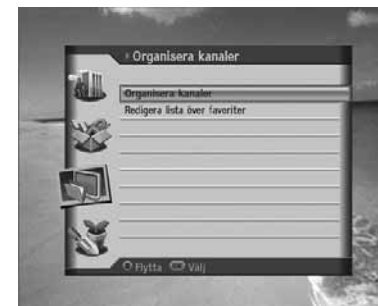 Organisera kanaler
Organisera kanaler
Redigera lista över favoriter
Flytta Välj